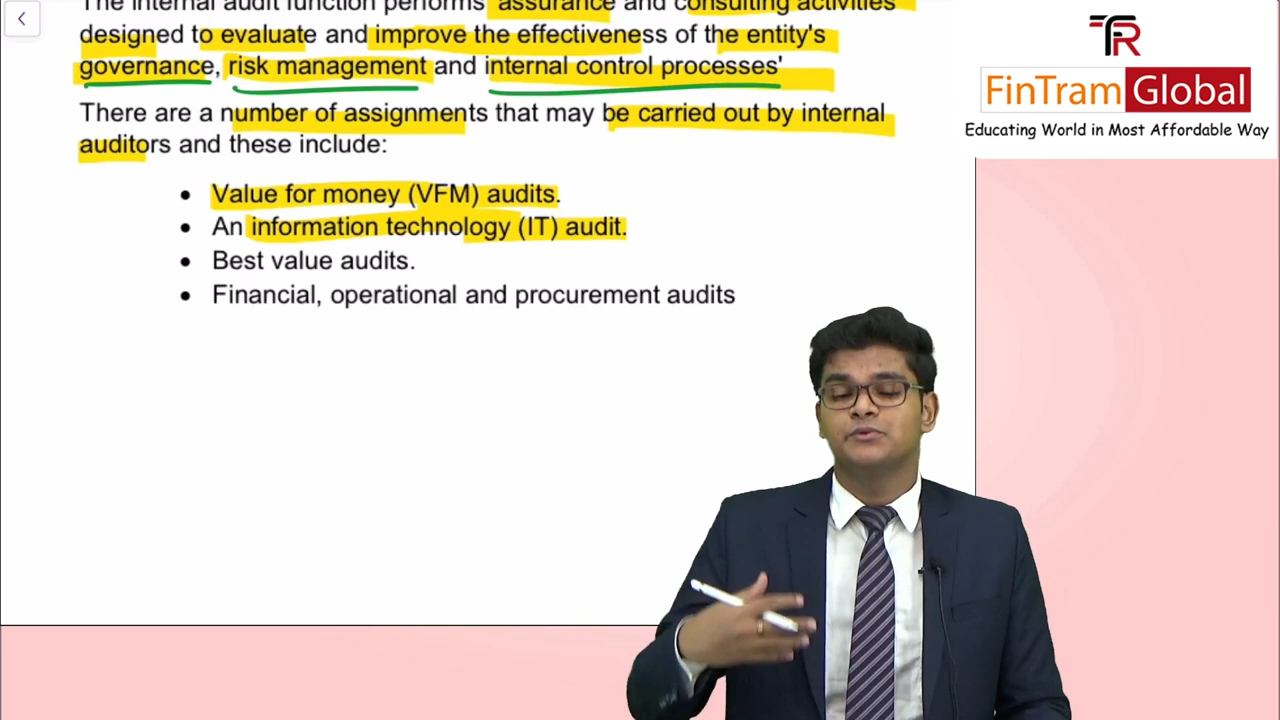 The internal audit function performs 'assurance and consulting activities
designed to evaluate and improve the effectiveness of the entity's
governance, risk management and internal control processes'
There are a number of assignments that may be carried out by internal
auditors and these include:
• Value for money (VFM) audits.
• An information technology (IT) audit.
• Best value audits.
• Financial, operational and procurement audits
TR
FinTram Global
Educating World in Most Affordable Way